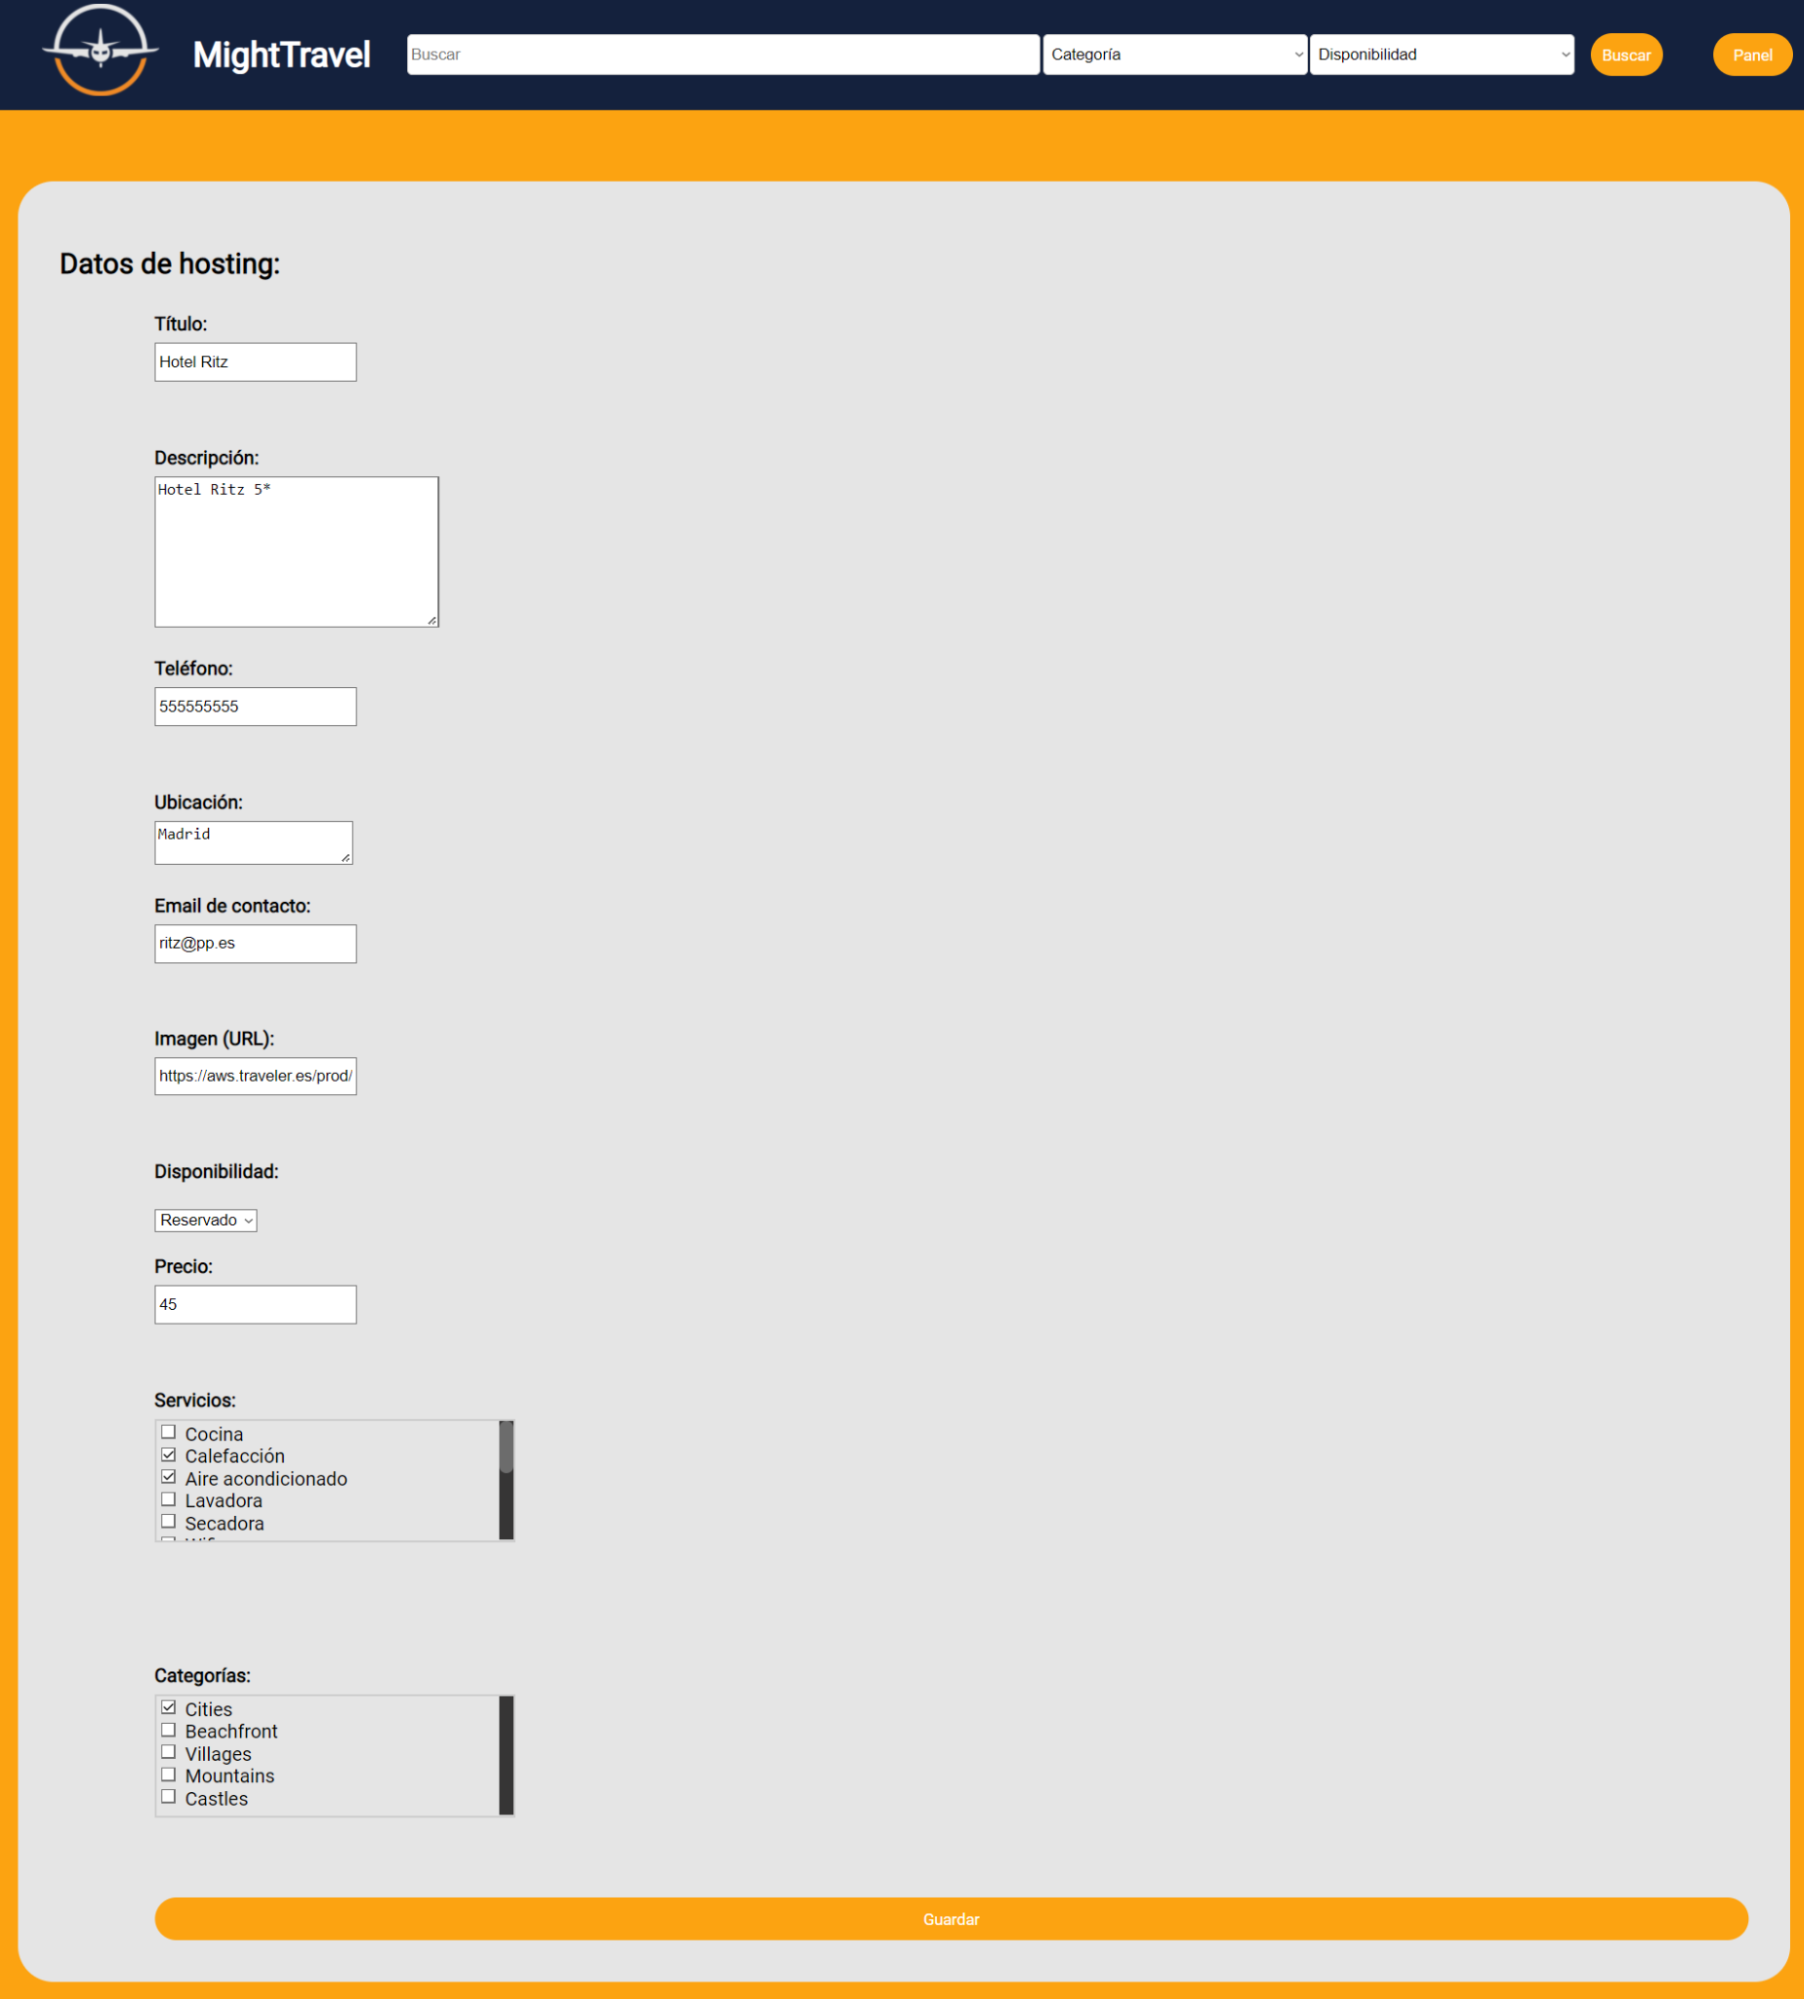 MightTravel
Buscar
Categoría
Disponibilidad
Buscar
Panel
Datos de hosting:
Título:
Hotel Ritz
Descripción:
Hotel Ritz 5*
Teléfono:
555555555
Ubicación:
Madrid
Email de contacto:
ritz@pp.es
Imagen (URL):
https://aws.traveler.es/prod/
Disponibilidad:
Reservado
Precio:
45
Servicios:
Cocina
Calefacción
Aire acondicionado
Lavadora
Secadora
Categorías:
Cities
Beachfront
Villages
Mountains
Castles
Guardar